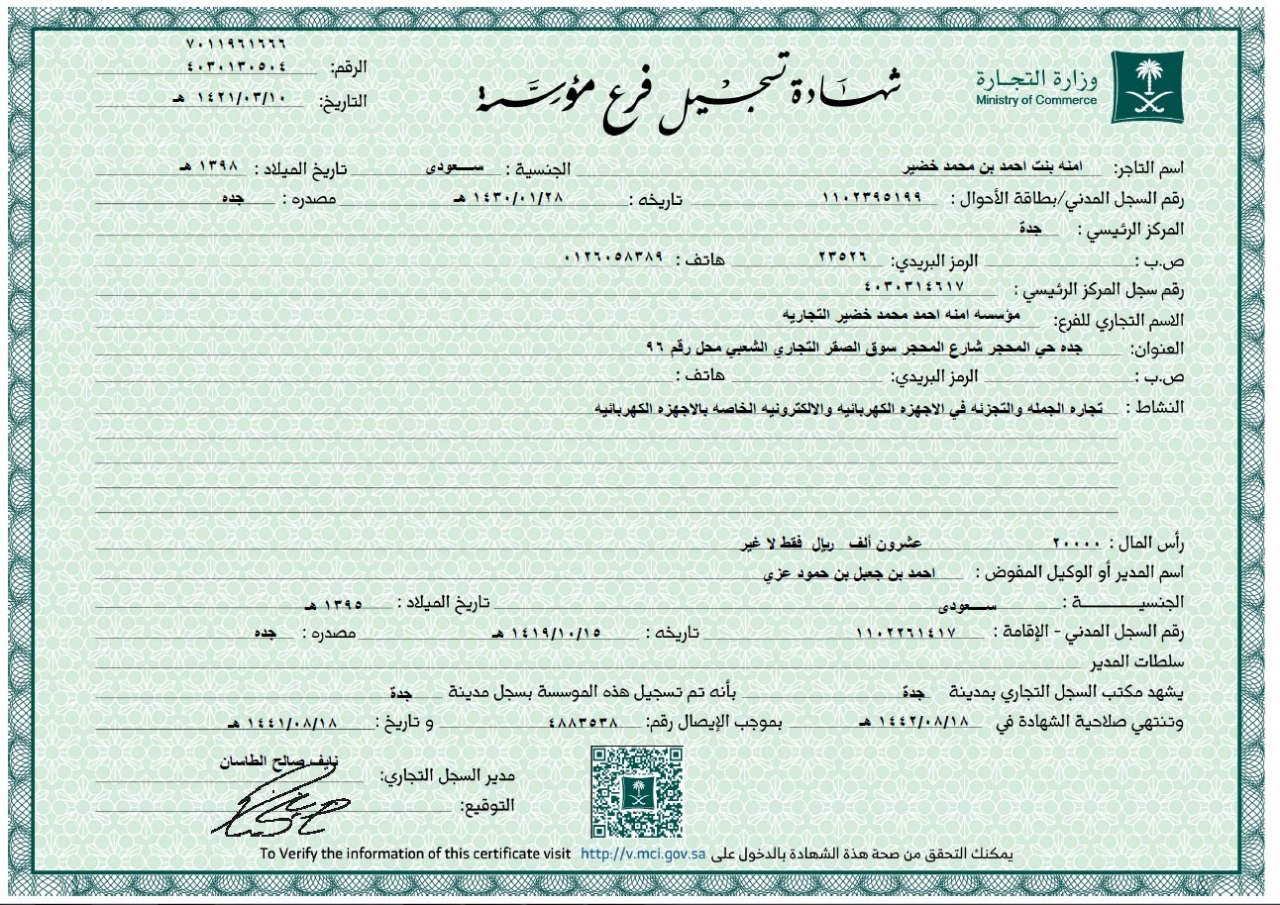 وزارة التجارة
Ministry of Commerce
شهادة تسجيل فرع مؤسسة
٧٠١١٩٦١٦٦٦
الرقم: ٤٠٣٠١٣٠٥٠٤
التاريخ: ١٤٢١/٠٣/١٠ هـ
اسم التاجر: امنه بنت احمد بن محمد خضير الجنسية : سعودى تاريخ الميلاد : ١٣٩٨ هـ
رقم السجل المدني/بطاقة الأحوال : ١١٠٢٣٩٥١٩٩ تاريخه : ١٤٣٠/٠١/٢٨ هـ مصدره : جده
المركز الرئيسي : جدة
ص.ب : الرمز البريدي: ٢٣٥٢٦ هاتف : ٠١٢٦٠٥٨٣٨٩
رقم سجل المركز الرئيسي : ٤٠٣٠٣١٤٦١٧
الاسم التجاري للفرع: مؤسسه امنه احمد محمد خضير التجاريه
العنوان: جده حي المحجر شارع المحجر سوق الصقر التجاري الشعبي محل رقم ٩٦
ص.ب : الرمز البريدي: هاتف :
النشاط : تجاره الجمله والتجزئه في الاجهزه الكهربائيه والالكترونيه الخاصه بالاجهزه الكهربائيه
رأس المال : ٢٠٠٠٠ عشرون ألف ريال فقط لا غير
اسم المدير أو الوكيل المفوض : احمد بن جعبل بن حمود عزي
الجنسيـــــة : سعودى تاريخ الميلاد : ١٣٩٥ هـ
رقم السجل المدني - الإقامة : ١١٠٢٢٦١٤١٧ تاريخه : ١٤١٩/١٠/١٥ هـ مصدره : جده
سلطات المدير
يشهد مكتب السجل التجاري بمدينة جدة بأنه تم تسجيل هذه الموسسة بسجل مدينة جدة
وتنتهي صلاحية الشهادة في ١٤٤٢/٠٨/١٨ هـ بموجب الإيصال رقم: ٤٨٨٣٥٣٨ و تاريخ : ١٤٤١/٠٨/١٨ هـ
مدير السجل التجاري: نايف صالح الطاسان
التوقيع:
يمكنك التحقق من صحة هذة الشهادة بالدخول على http://v.mci.gov.sa To Verify the information of this certificate visit